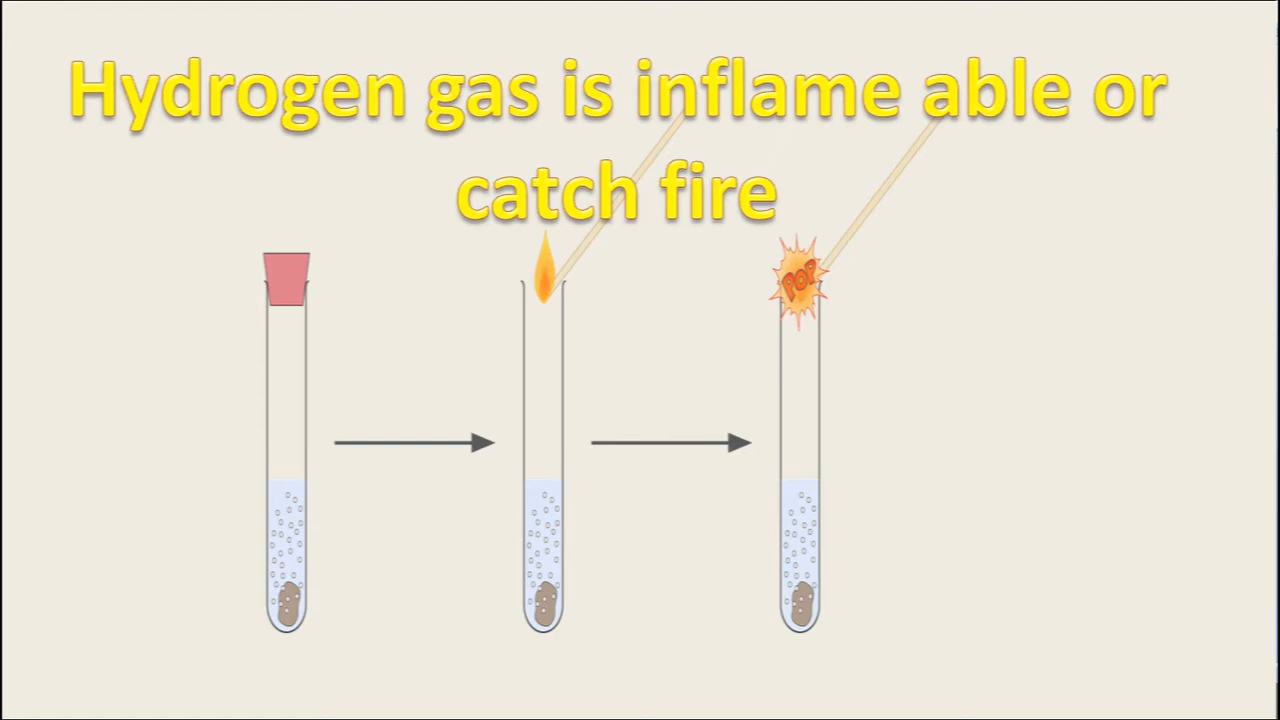 Hydrogen gas is inflame able or
catch fire
POP